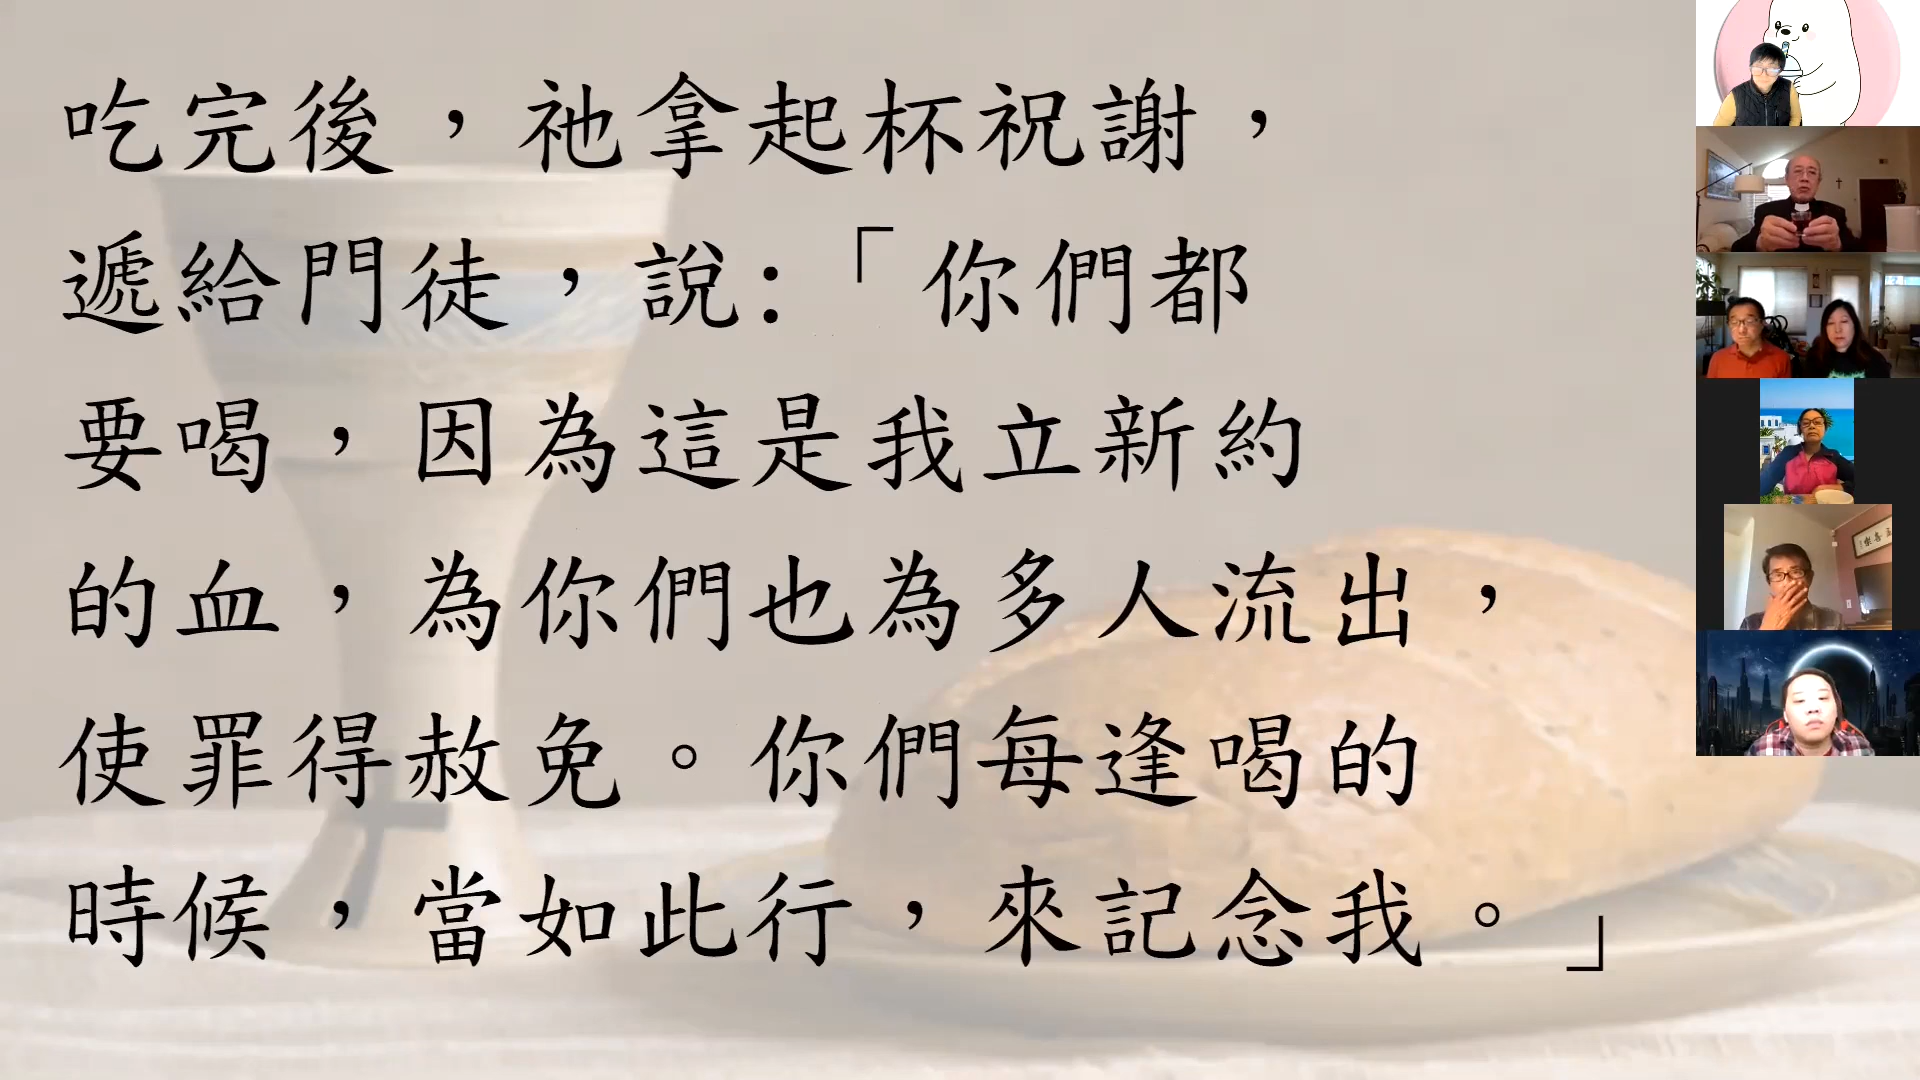 吃完後，祂拿起杯祝謝，
遞給門徒，說：「你們都
要喝，因為這是我立新約
的血，為你們也為多人流出，
使罪得赦免。你們每逢喝的
時候，當如此行，來記念我。」